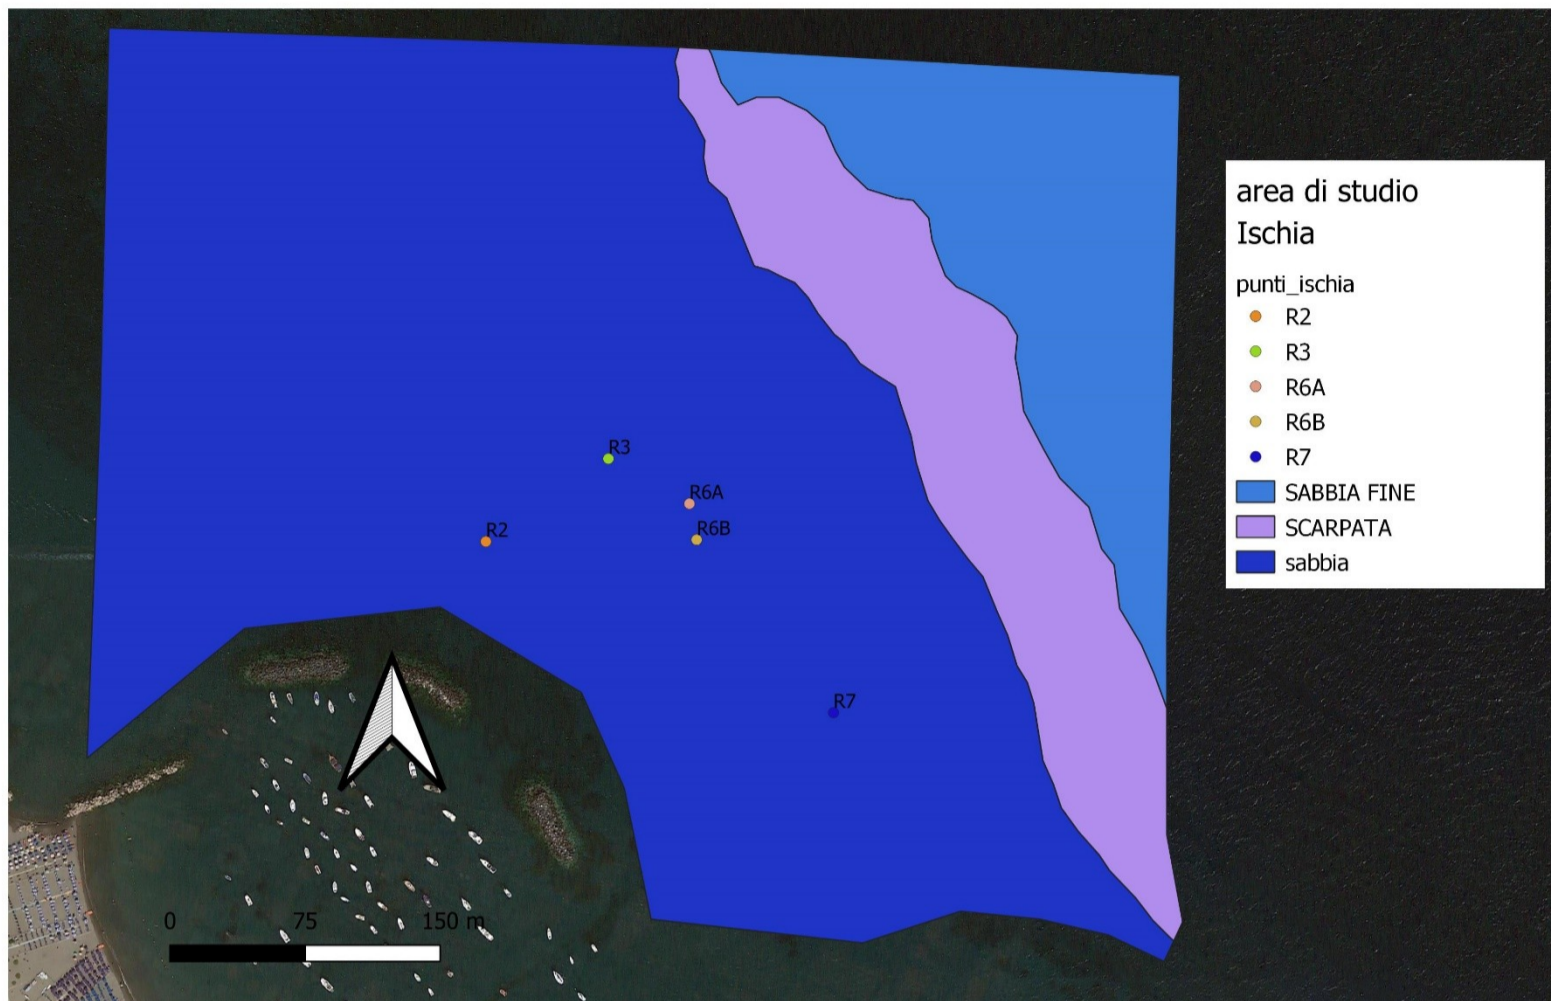 area di studio
Ischia
punti_ischia
R2
R3
R6A
R6B
R7
SABBIA FINE
SCARPATA
sabbia
R3
R6A
R2
R6B
R7
0 75 150 m